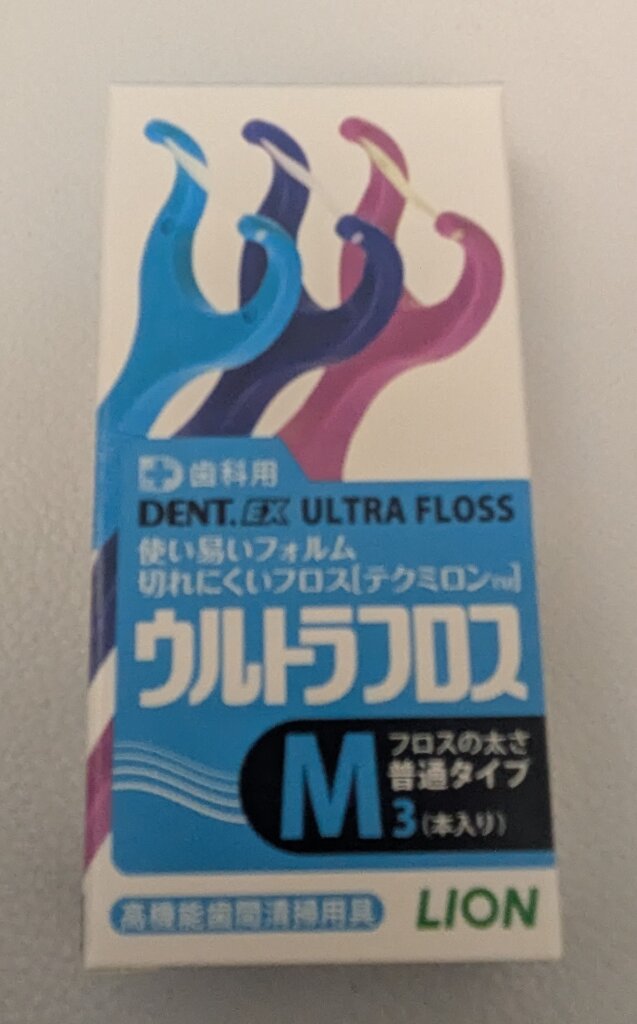 歯科用
DENT.EX ULTRA FLOSS
使い易いフォルム
切れにくいフロス[テクミロンTM]
ウルトラフロス
M
フロスの太さ
普通タイプ
3(本入り)
高機能歯間清掃用具
LION